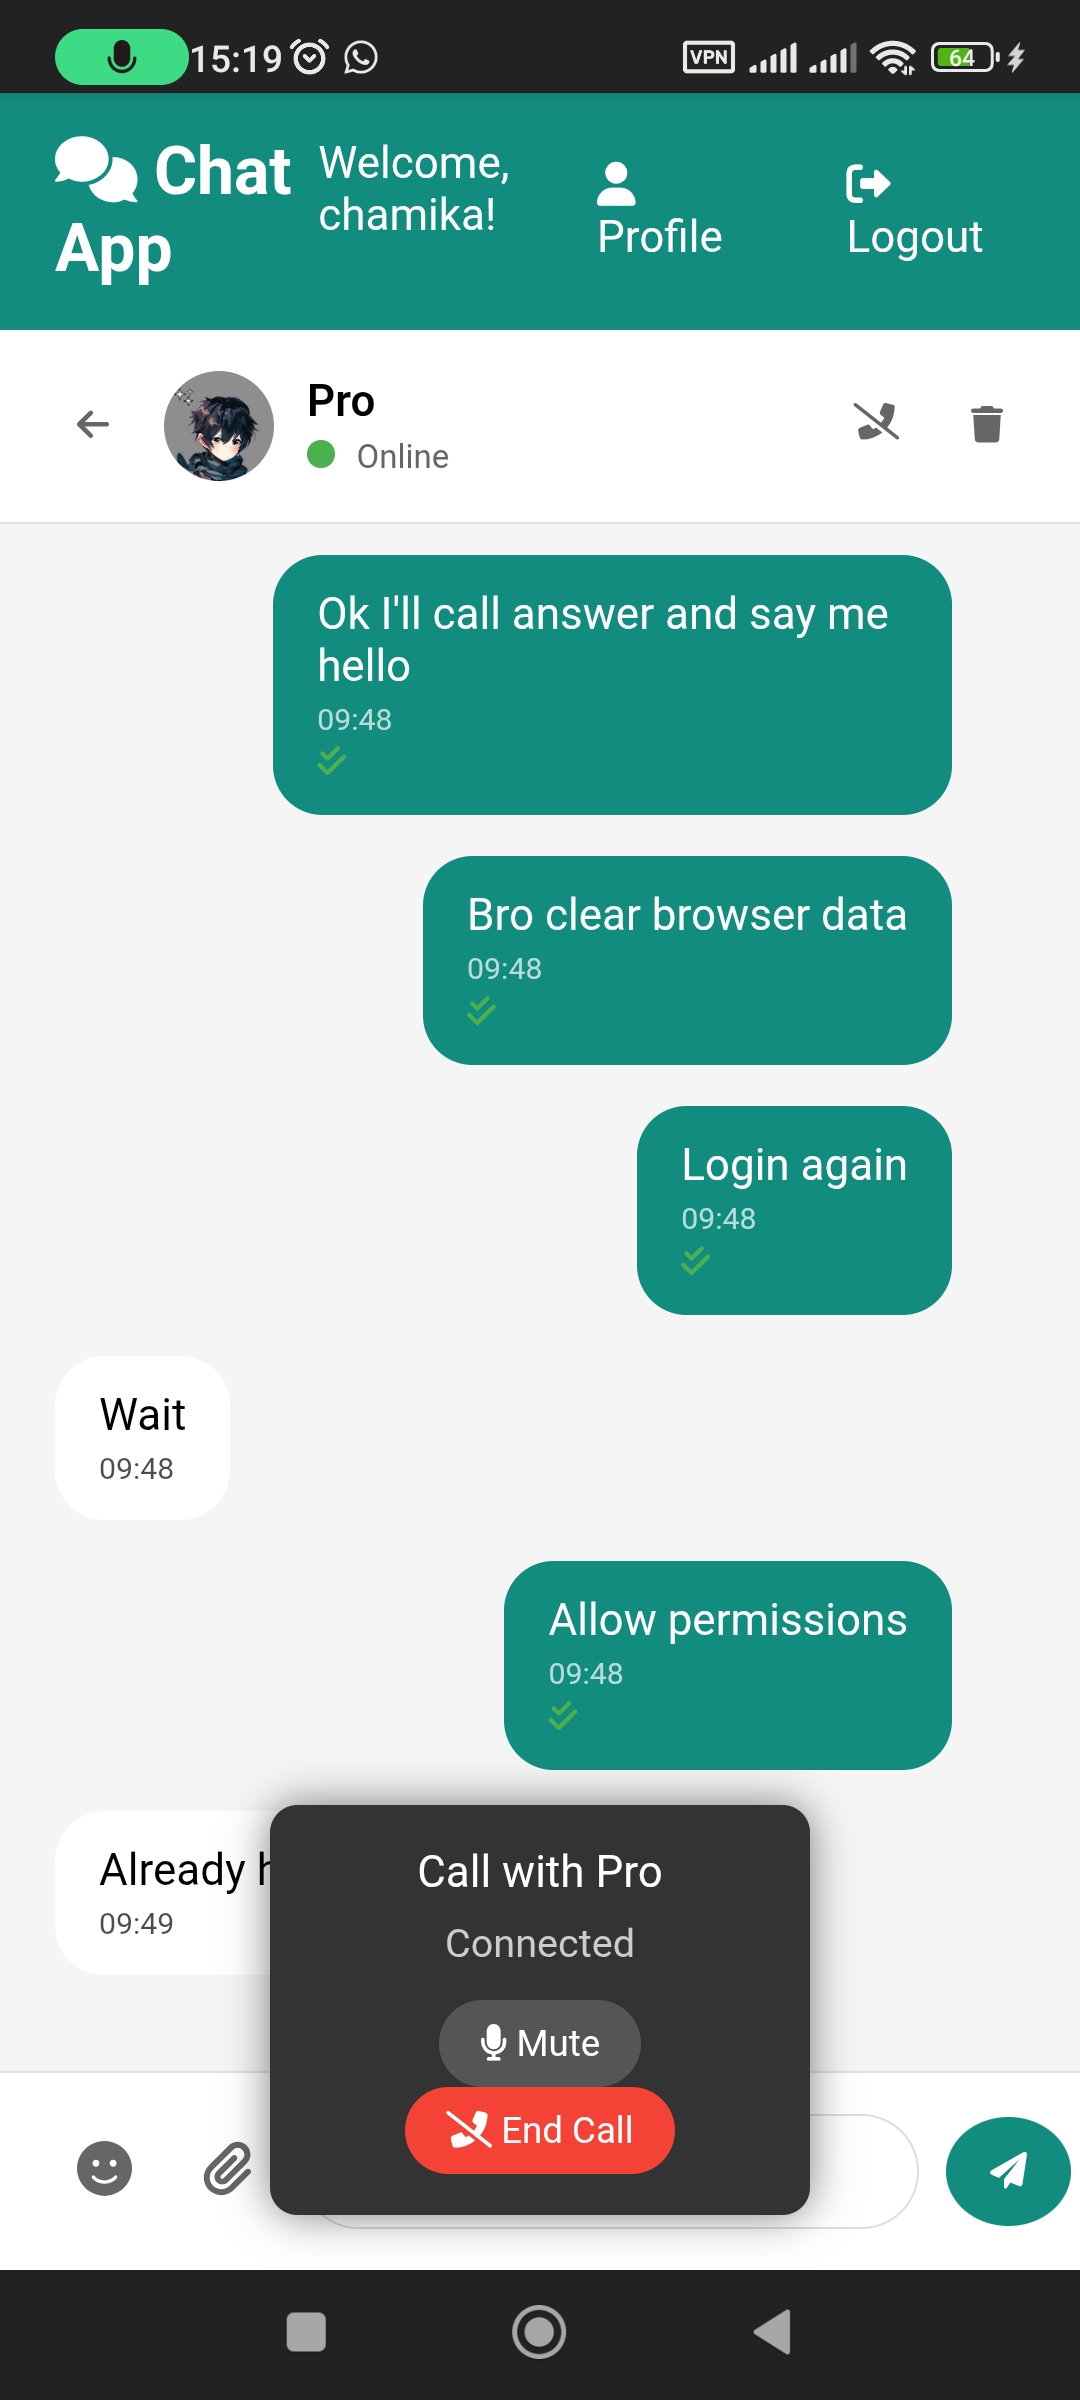 15:19
VPN
64
Chat
App
Welcome,
chamika!
Profile
Logout
Pro
Online
Ok I'll call answer and say me
hello
09:48
Bro clear browser data
09:48
Login again
09:48
Wait
09:48
Allow permissions
09:48
Already
09:49
Call with Pro
Connected
Mute
End Call